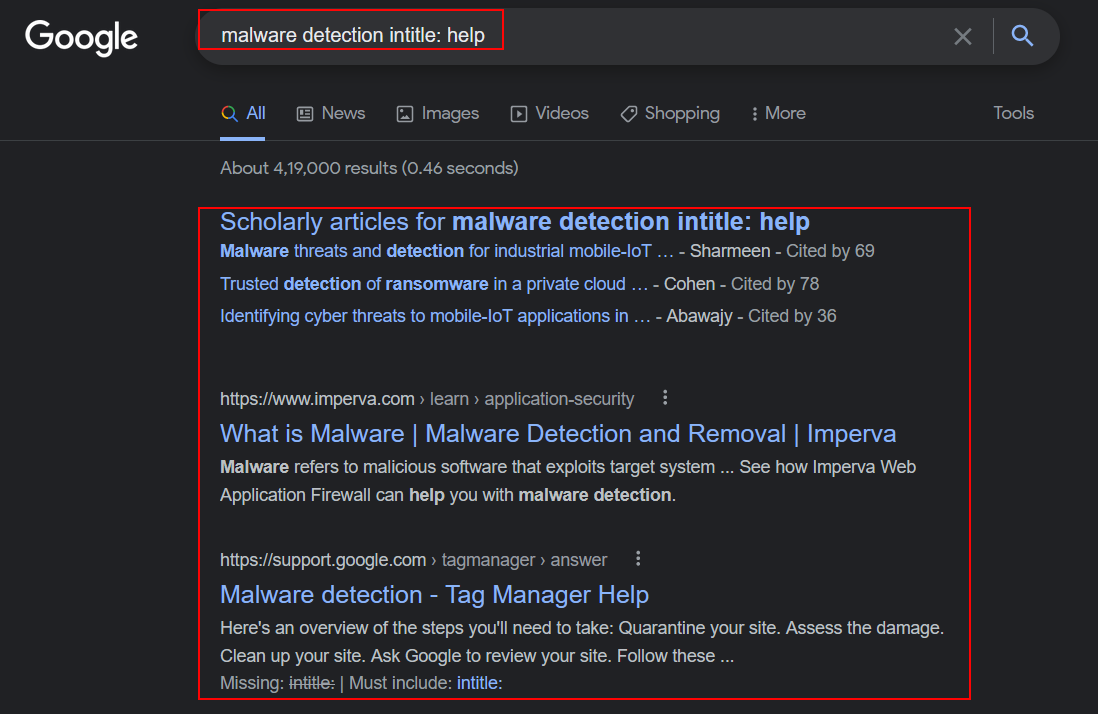 Google
malware detection intitle: help
All News Images Videos Shopping More Tools
About 4,19,000 results (0.46 seconds)
Scholarly articles for malware detection intitle: help
Malware threats and detection for industrial mobile-IoT … - Sharmeen - Cited by 69
Trusted detection of ransomware in a private cloud … - Cohen - Cited by 78
Identifying cyber threats to mobile-IoT applications in … - Abawajy - Cited by 36
https://www.imperva.com › learn › application-security
What is Malware | Malware Detection and Removal | Imperva
Malware refers to malicious software that exploits target system ... See how Imperva Web
Application Firewall can help you with malware detection.
https://support.google.com › tagmanager › answer
Malware detection - Tag Manager Help
Here's an overview of the steps you'll need to take: Quarantine your site. Assess the damage.
Clean up your site. Ask Google to review your site. Follow these ...
Missing: intitle: | Must include: intitle: